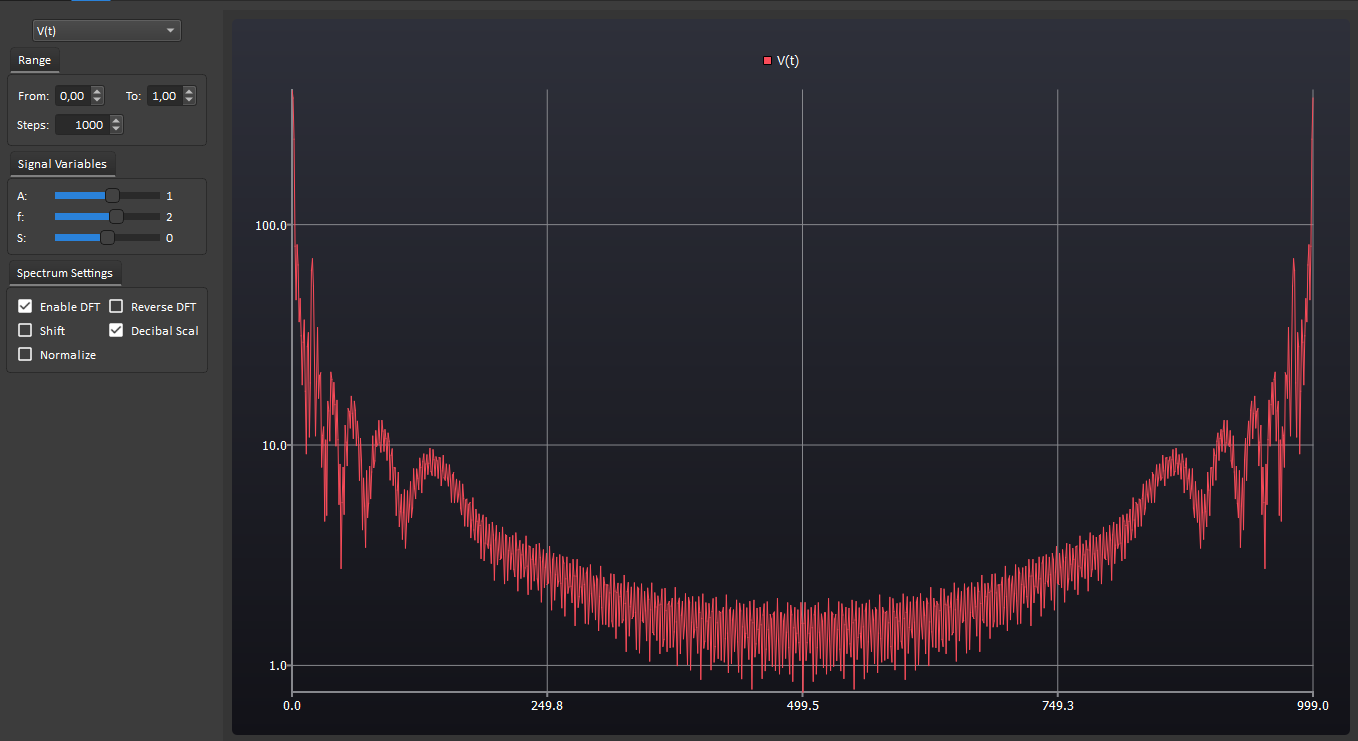 V(t)
Range
From: 0,00 To: 1,00
Steps: 1000
Signal Variables
A: 1
f: 2
S: 0
Spectrum Settings
Enable DFT Reverse DFT
Shift Decibal Scal
Normalize
V(t)
100.0
10.0
1.0
0.0 249.8 499.5 749.3 999.0